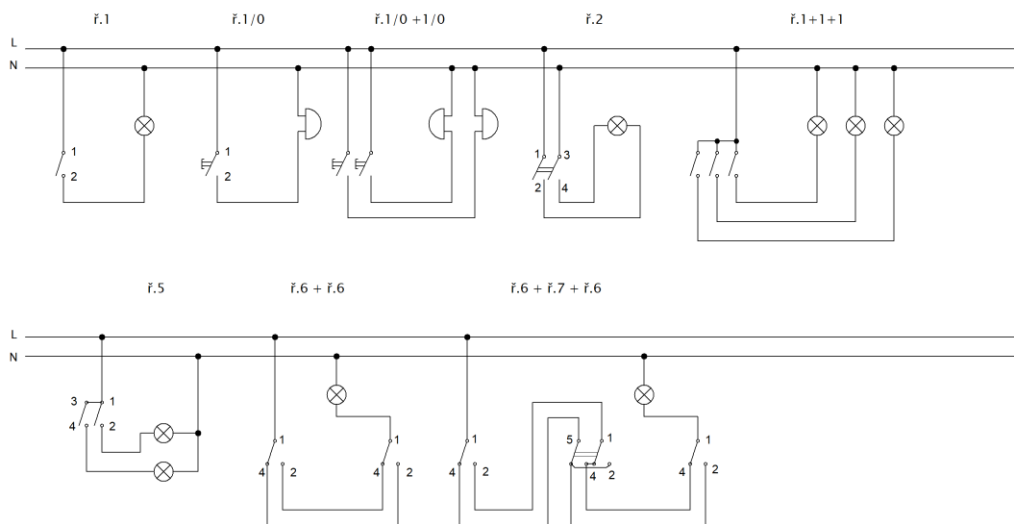 ř.1 ř.1/0 ř.1/0 +1/0 ř.2 ř.1+1+1
L
N
1 1 1 3
2 2 2 4
ř.5 ř.6 + ř.6 ř.6 + ř.7 + ř.6
L
N
3 1
4 2
1 1 1 5 1 1
4 2 4 2 4 2 4 2 4 2